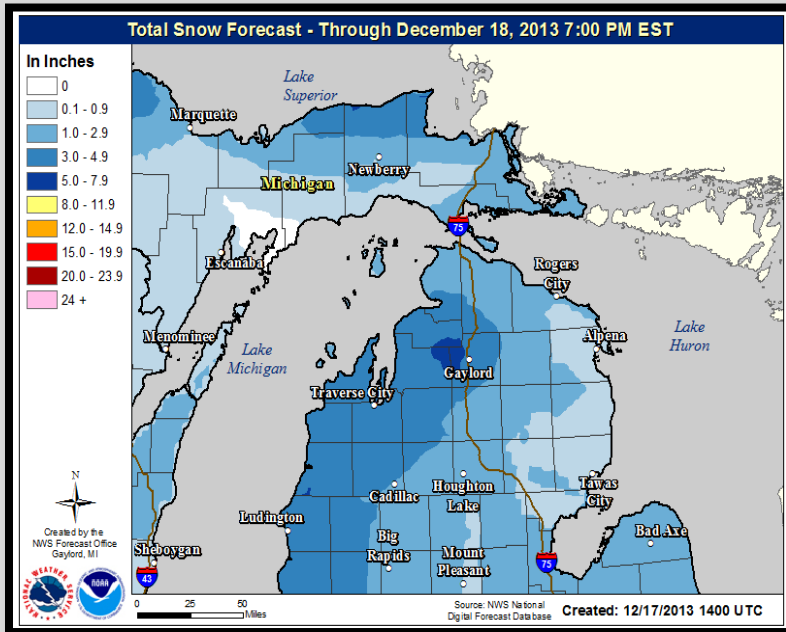 Total Snow Forecast - Through December 18, 2013 7:00 PM EST
In Inches
0
0.1 - 0.9
1.0 - 2.9
3.0 - 4.9
5.0 - 7.9
8.0 - 11.9
12.0 - 14.9
15.0 - 19.9
20.0 - 23.9
24 +
Lake
Superior
Marquette
Newberry
Michigan
75
Escanaba
Rogers
City
Menominee
Lake
Michigan
Alpena
Lake
Huron
Gaylord
Traverse City
Cadillac
Houghton
Lake
Tawas
City
Ludington
Big
Rapids
Mount
Pleasant
Bad Axe
75
Sheboygan
43
N
Created by the
NWS Forecast Office
Gaylord, MI
NATIONAL WEATHER SERVICE
NOAA
0 25 50
Miles
Source: NWS National
Digital Forecast Database
Created: 12/17/2013 1400 UTC